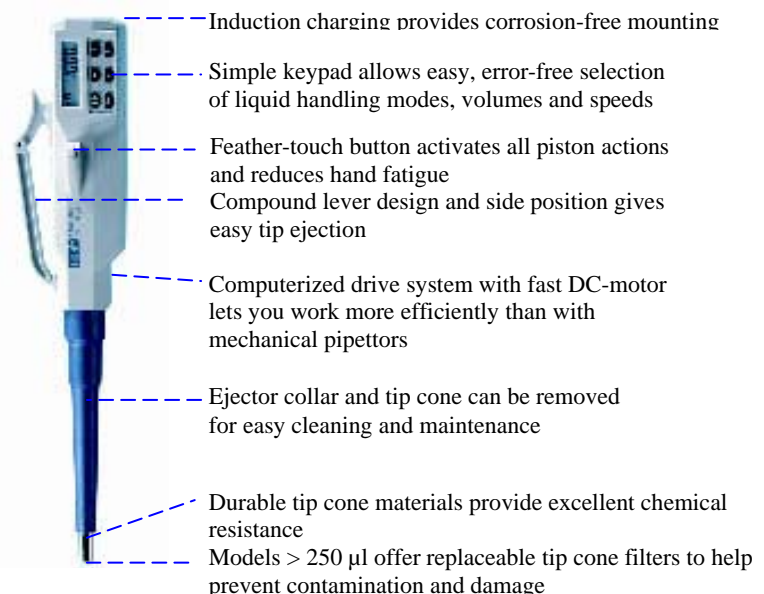 Induction charging provides corrosion-free mounting
Simple keypad allows easy, error-free selection
of liquid handling modes, volumes and speeds
Feather-touch button activates all piston actions
and reduces hand fatigue
Compound lever design and side position gives
easy tip ejection
Computerized drive system with fast DC-motor
lets you work more efficiently than with
mechanical pipettors
Ejector collar and tip cone can be removed
for easy cleaning and maintenance
Durable tip cone materials provide excellent chemical
resistance
Models > 250 µl offer replaceable tip cone filters to help
prevent contamination and damage